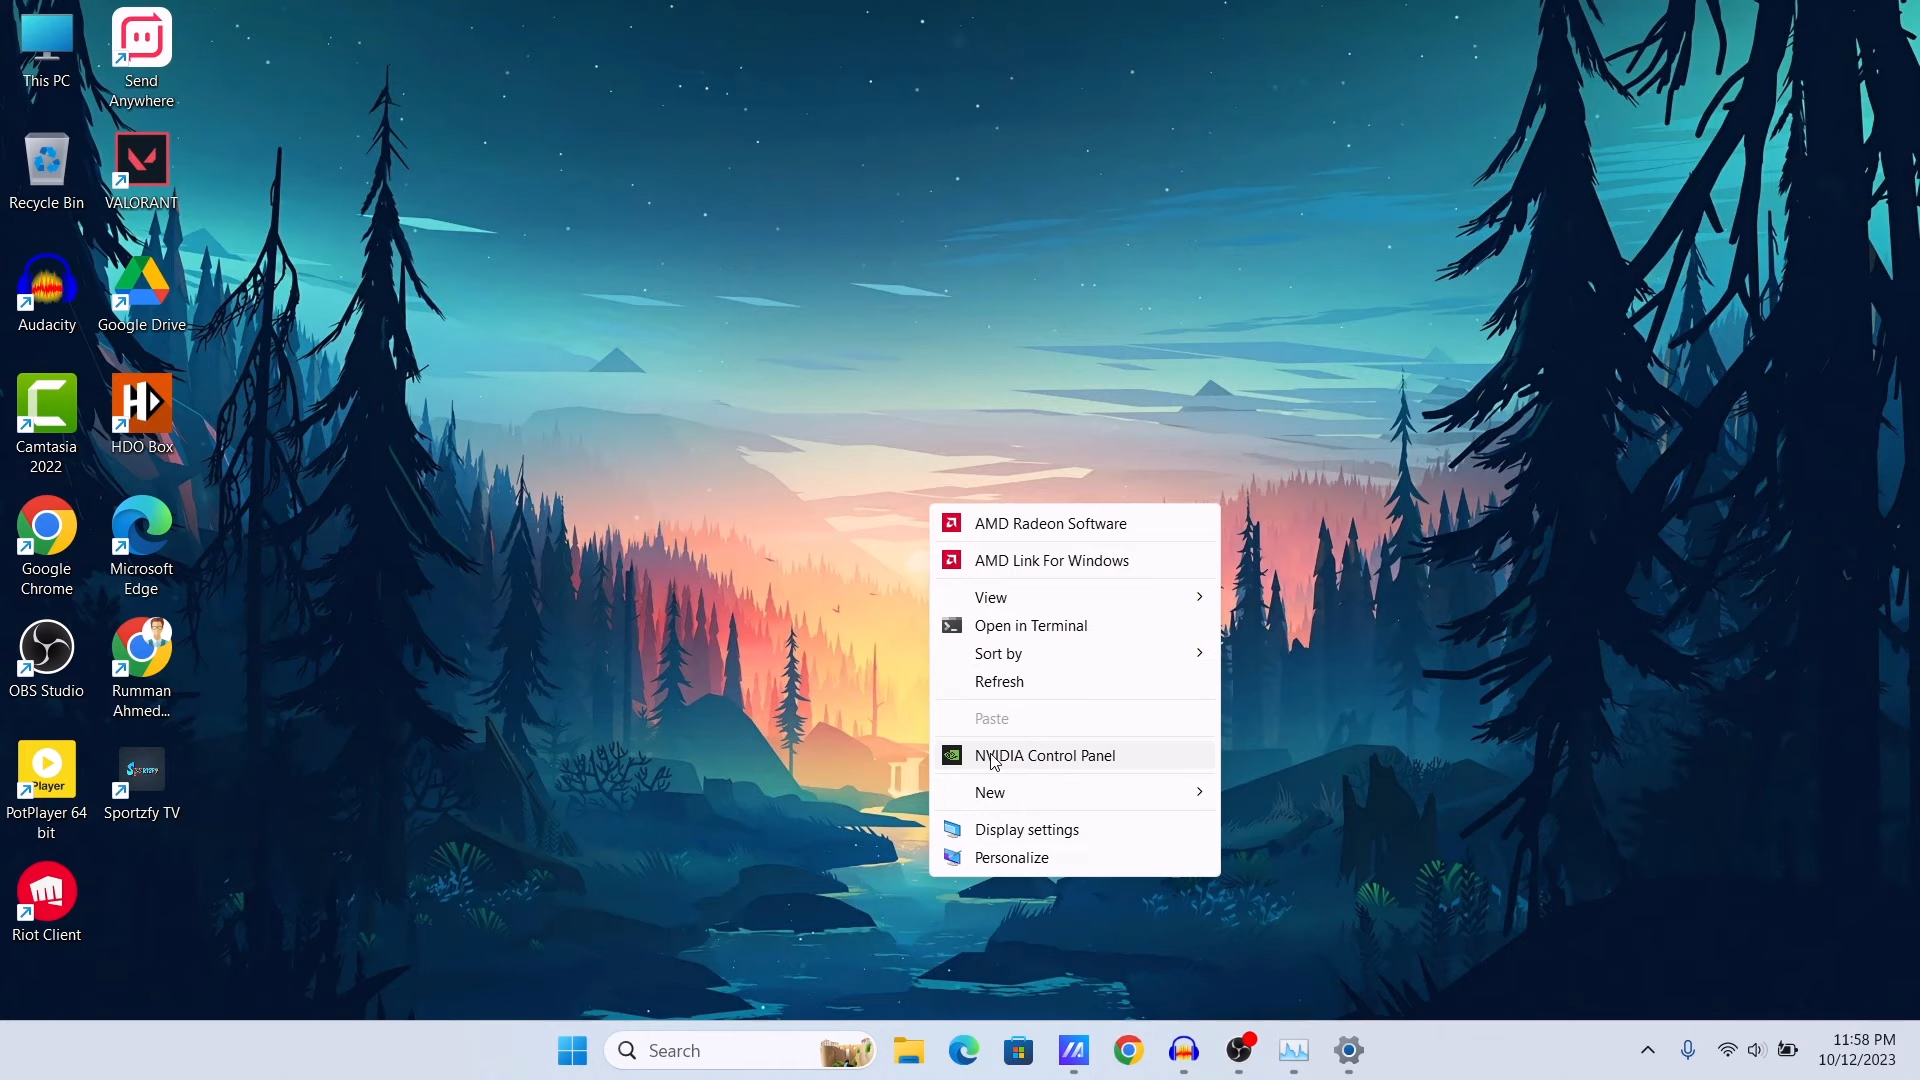 This PC
Send
Anywhere
Recycle Bin
VALORANT
Audacity
Google Drive
Camtasia
2022
HDO Box
Google
Chrome
Microsoft
Edge
OBS Studio
Rumman
Ahmed...
Player
PotPlayer 64
bit
Sportzfy
Sportzfy TV
Riot Client
AMD Radeon Software
AMD Link For Windows
View
Open in Terminal
Sort by
Refresh
Paste
NVIDIA Control Panel
New
Display settings
Personalize
Search
11:58 PM
10/12/2023